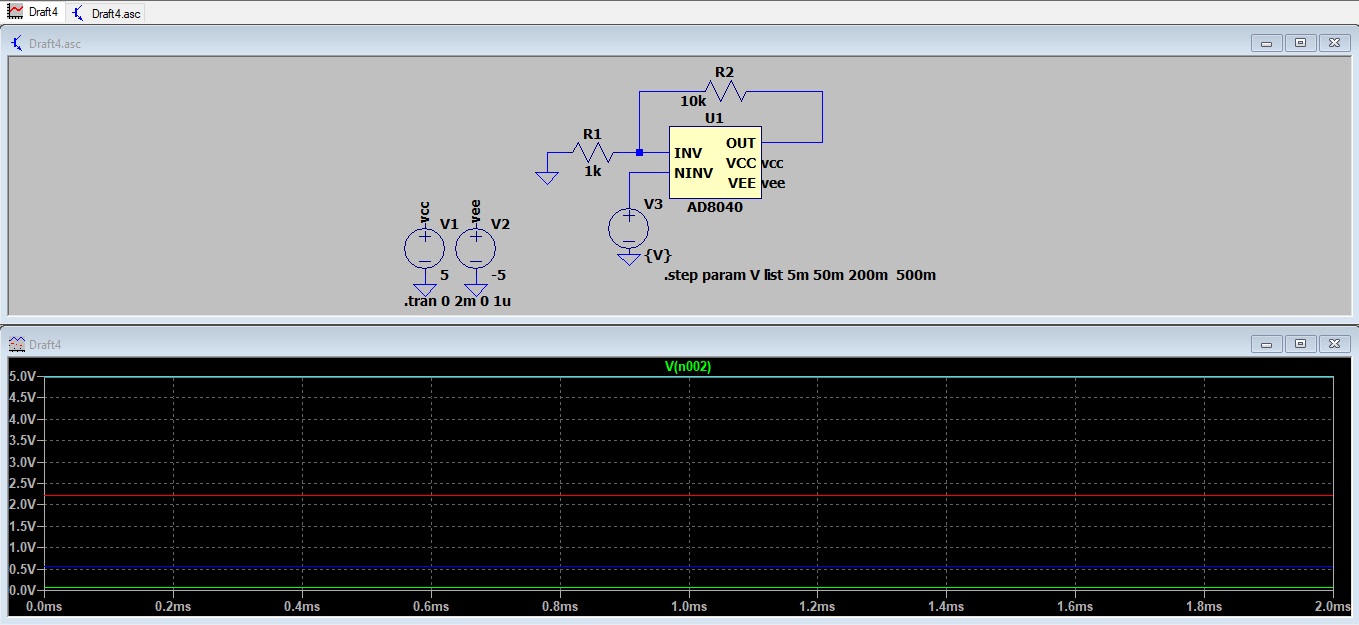 Draft4 Draft4.asc
Draft4.asc
R2
10k
U1
R1
1k
INV OUT
VCC vcc
NINV
VEE vee
AD8040
V3
{V}
vcc vee
V1 V2
5 -5
.step param V list 5m 50m 200m 500m
.tran 0 2m 0 1u
Draft4
V(n002)
5.0V
4.5V
4.0V
3.5V
3.0V
2.5V
2.0V
1.5V
1.0V
0.5V
0.0V
0.0ms 0.2ms 0.4ms 0.6ms 0.8ms 1.0ms 1.2ms 1.4ms 1.6ms 1.8ms 2.0ms